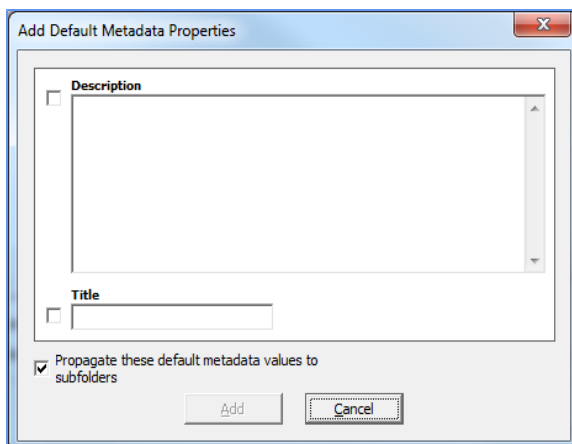 Add Default Metadata Properties
Description
Title
Propagate these default metadata values to
subfolders
Add
Cancel